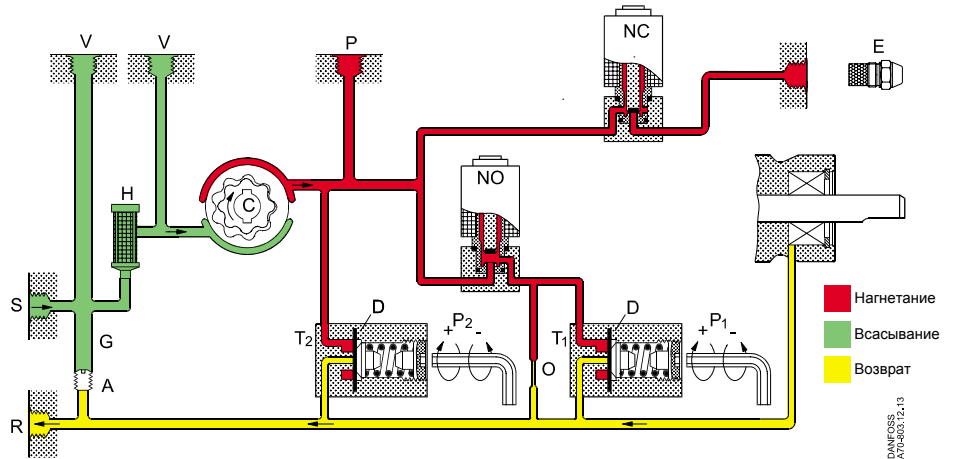 V V P NC E
NO
H
C
S
G
A
R
T2 D + P2 -
T1 D + P1 -
O
Нагнетание
Всасывание
Возврат
DANFOSS
A70-803.12.13